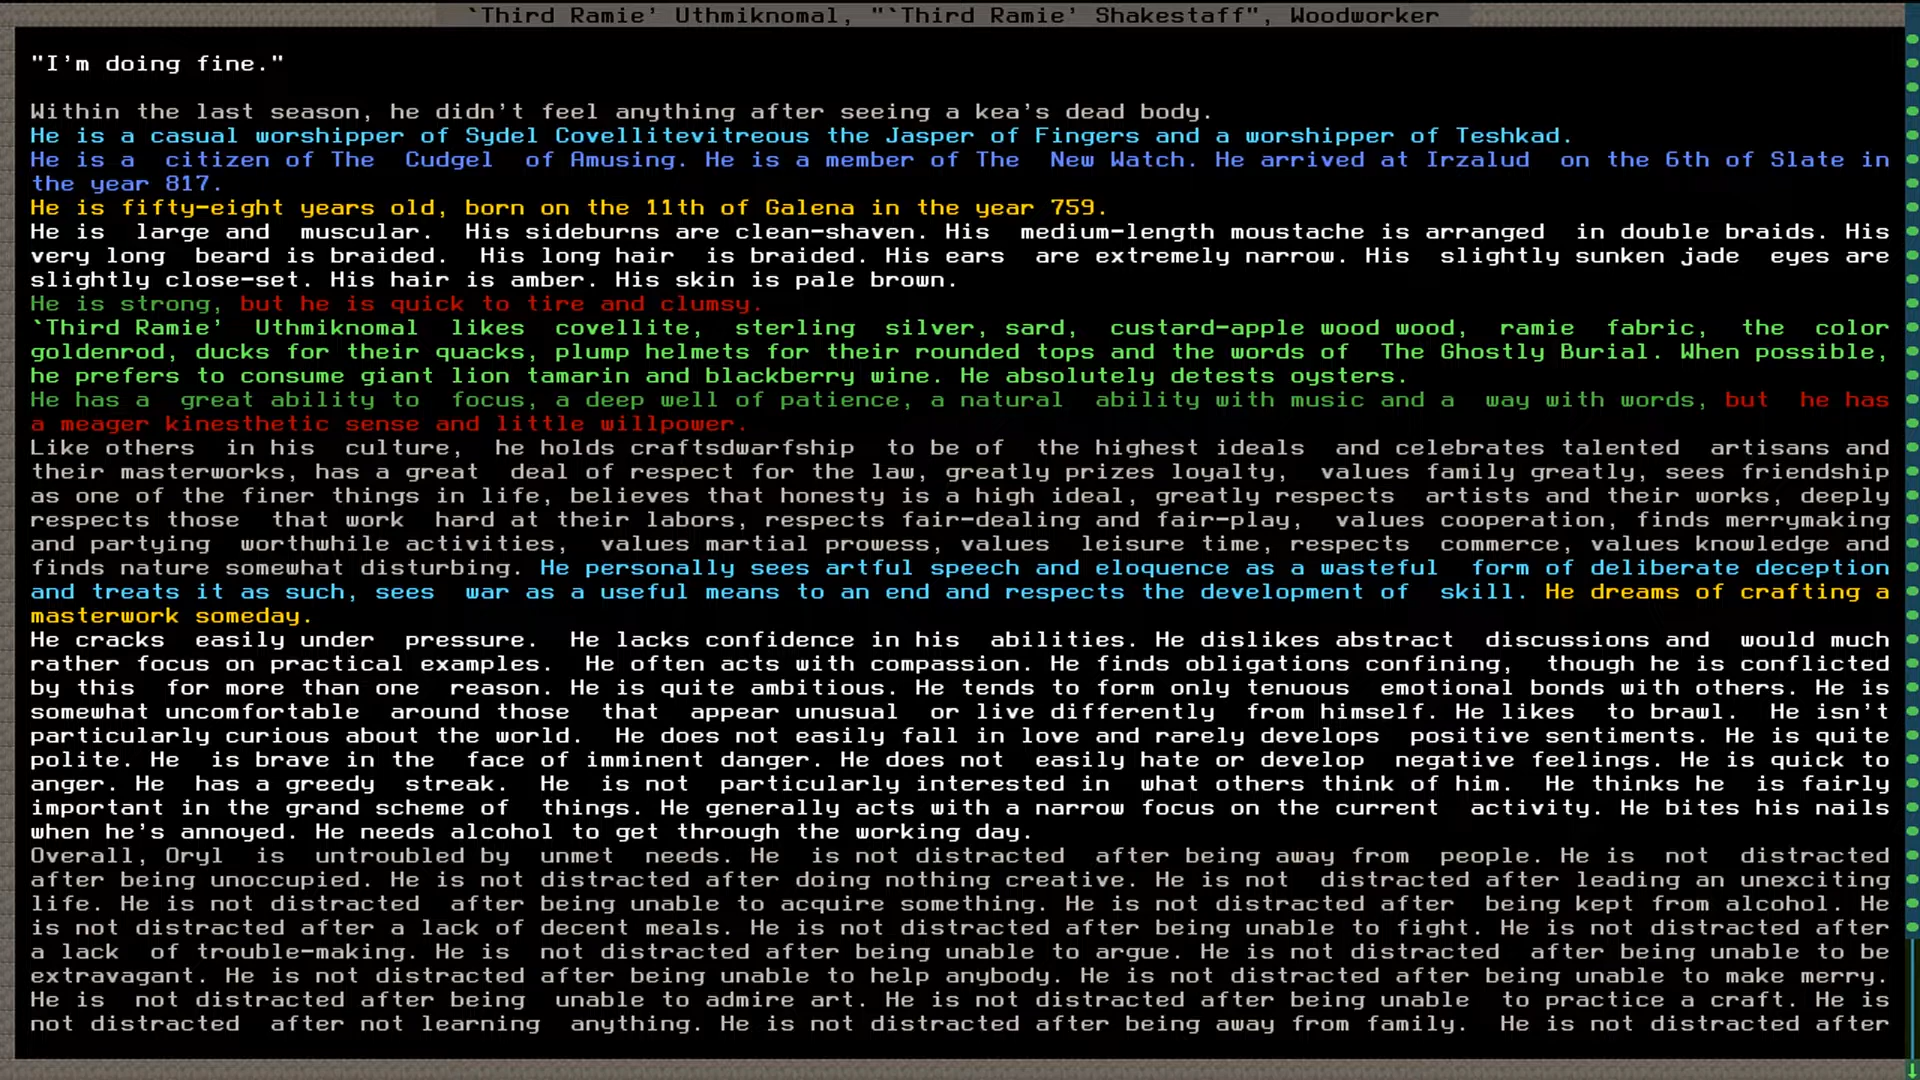 `Third Ramie' Uthmiknomal, "`Third Ramie' Shakestaff", Woodworker
"I'm doing fine."
Within the last season, he didn't feel anything after seeing a kea's dead body.
He is a casual worshipper of Sydel Covellitevitreous the Jasper of Fingers and a worshipper of Teshkad.
He is a citizen of The Cudgel of Amusing. He is a member of The New Watch. He arrived at Irzalud on the 6th of Slate in
the year 817.
He is fifty-eight years old, born on the 11th of Galena in the year 759.
He is large and muscular. His sideburns are clean-shaven. His medium-length moustache is arranged in double braids. His
very long beard is braided. His long hair is braided. His ears are extremely narrow. His slightly sunken jade eyes are
slightly close-set. His hair is amber. His skin is pale brown.
He is strong, but he is quick to tire and clumsy.
`Third Ramie' Uthmiknomal likes covellite, sterling silver, sard, custard-apple wood wood, ramie fabric, the color
goldenrod, ducks for their quacks, plump helmets for their rounded tops and the words of The Ghostly Burial. When possible,
he prefers to consume giant lion tamarin and blackberry wine. He absolutely detests oysters.
He has a great ability to focus, a deep well of patience, a natural ability with music and a way with words, but he has
a meager kinesthetic sense and little willpower.
Like others in his culture, he holds craftsdwarfship to be of the highest ideals and celebrates talented artisans and
their masterworks, has a great deal of respect for the law, greatly prizes loyalty, values family greatly, sees friendship
as one of the finer things in life, believes that honesty is a high ideal, greatly respects artists and their works, deeply
respects those that work hard at their labors, respects fair-dealing and fair-play, values cooperation, finds merrymaking
and partying worthwhile activities, values martial prowess, values leisure time, respects commerce, values knowledge and
finds nature somewhat disturbing. He personally sees artful speech and eloquence as a wasteful form of deliberate deception
and treats it as such, sees war as a useful means to an end and respects the development of skill. He dreams of crafting a
masterwork someday.
He cracks easily under pressure. He lacks confidence in his abilities. He dislikes abstract discussions and would much
rather focus on practical examples. He often acts with compassion. He finds obligations confining, though he is conflicted
by this for more than one reason. He is quite ambitious. He tends to form only tenuous emotional bonds with others. He is
somewhat uncomfortable around those that appear unusual or live differently from himself. He likes to brawl. He isn't
particularly curious about the world. He does not easily fall in love and rarely develops positive sentiments. He is quite
polite. He is brave in the face of imminent danger. He does not easily hate or develop negative feelings. He is quick to
anger. He has a greedy streak. He is not particularly interested in what others think of him. He thinks he is fairly
important in the grand scheme of things. He generally acts with a narrow focus on the current activity. He bites his nails
when he's annoyed. He needs alcohol to get through the working day.
Overall, Oryl is untroubled by unmet needs. He is not distracted after being away from people. He is not distracted
after being unoccupied. He is not distracted after doing nothing creative. He is not distracted after leading an unexciting
life. He is not distracted after being unable to acquire something. He is not distracted after being kept from alcohol. He
is not distracted after a lack of decent meals. He is not distracted after being unable to fight. He is not distracted after
a lack of trouble-making. He is not distracted after being unable to argue. He is not distracted after being unable to be
extravagant. He is not distracted after being unable to help anybody. He is not distracted after being unable to make merry.
He is not distracted after being unable to admire art. He is not distracted after being unable to practice a craft. He is
not distracted after not learning anything. He is not distracted after being away from family. He is not distracted after